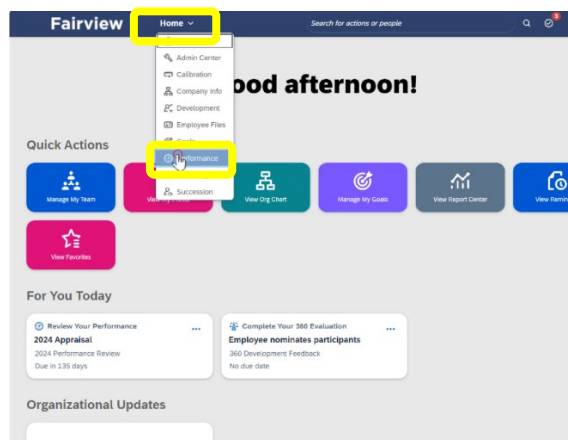 Fairview Home Search for actions or people 3
Admin Center
Calibration
Company Info
ood afternoon!
Development
Employee Files
Quick Actions
Performance
Succession
Manage My Team
View Org Chart
Manage My Goals
View Report Center
View Remin
View Favorites
For You Today
Review Your Performance
2024 Appraisal
2024 Performance Review
Due in 135 days
Complete Your 360 Evaluation
Employee nominates participants
360 Development Feedback
No due date
Organizational Updates